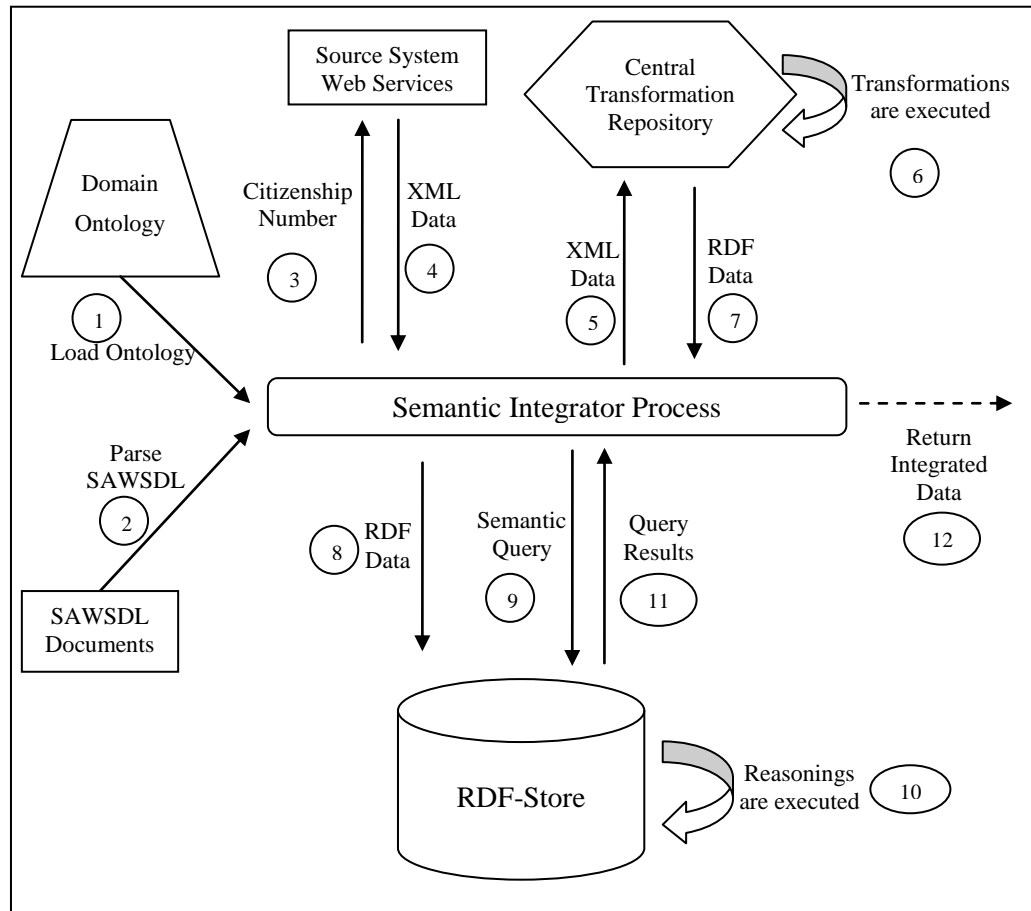 Source System
Web Services
Central
Transformation
Repository
Transformations
are executed
6
Domain
Ontology
Citizenship
Number
3
XML
Data
4
XML
Data
5
RDF
Data
7
1
Load Ontology
Semantic Integrator Process
Parse
SAWSDL
2
Return
Integrated
Data
12
8
RDF
Data
Semantic
Query
9
Query
Results
11
SAWSDL
Documents
RDF-Store
Reasonings
are executed
10